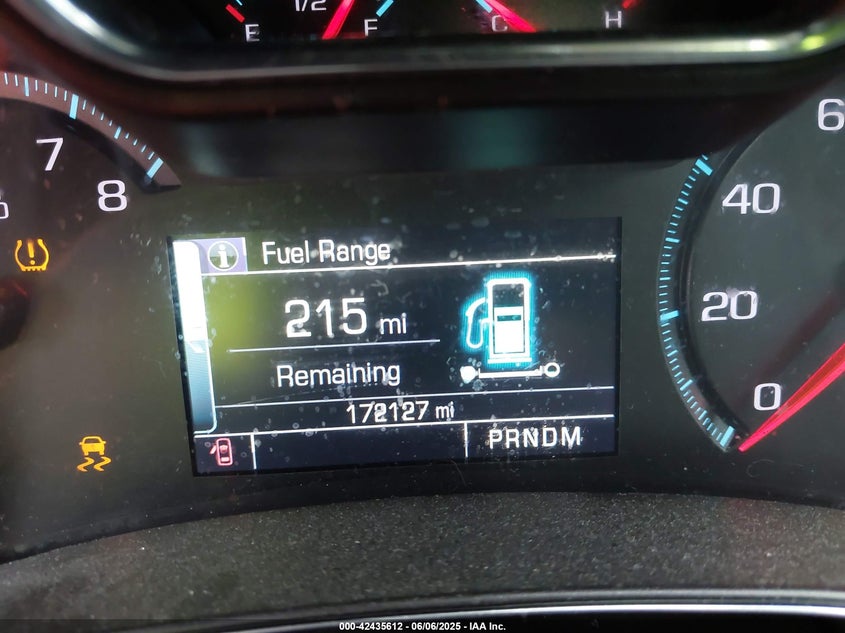 1/2
E F C H
7
8
6
40
20
0
Fuel Range
215 mi
Remaining
172127 mi
PRNDM
000-42435612 - 06/06/2025 - IAA Inc.